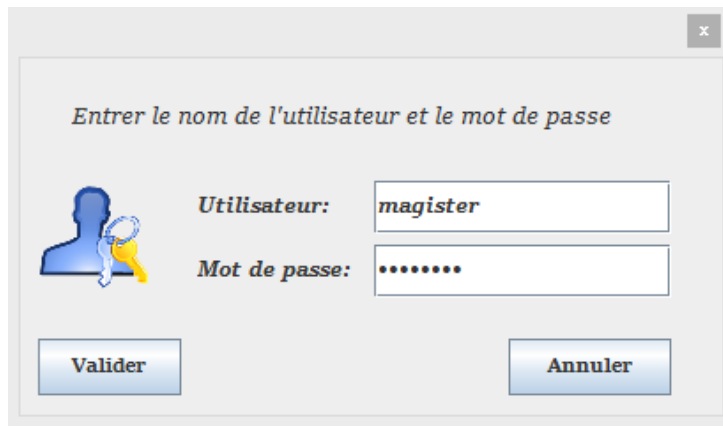 x
Entrer le nom de l'utilisateur et le mot de passe
Utilisateur: magister
Mot de passe: ••••••••
Valider Annuler